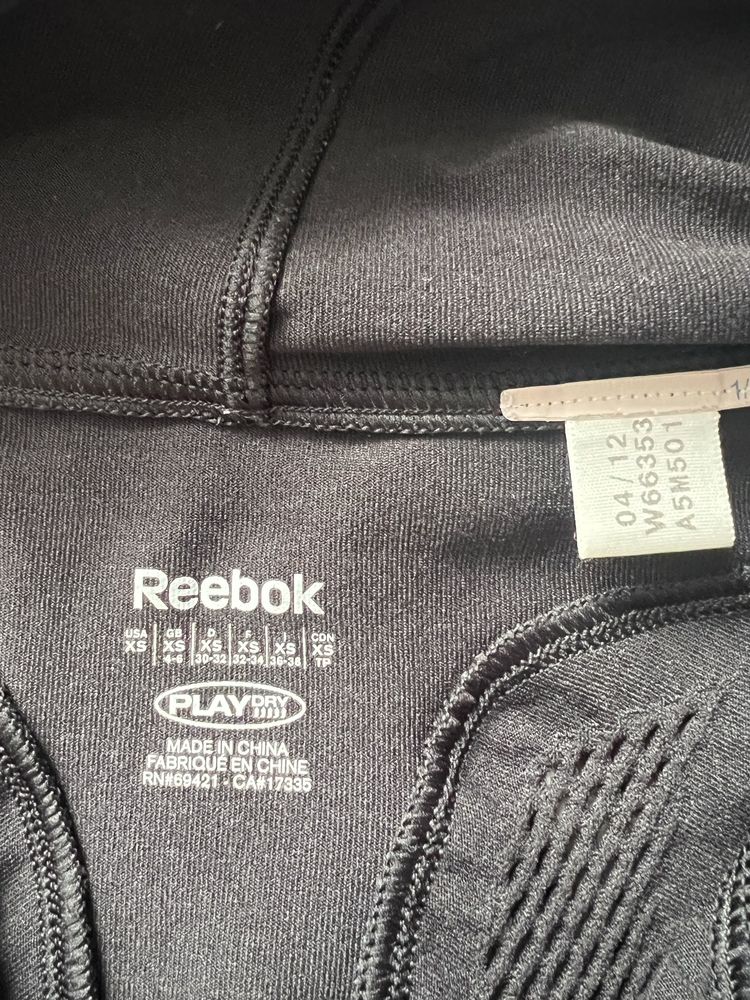 04/12
W66353
A5M501
Reebok
USA GB D F I CDN
XS XS XS XS XS XS
4-6 30-32 32-34 36-38 TP
PLAYDRY
MADE IN CHINA
FABRIQUÉ EN CHINE
RN#69421 · CA#17335